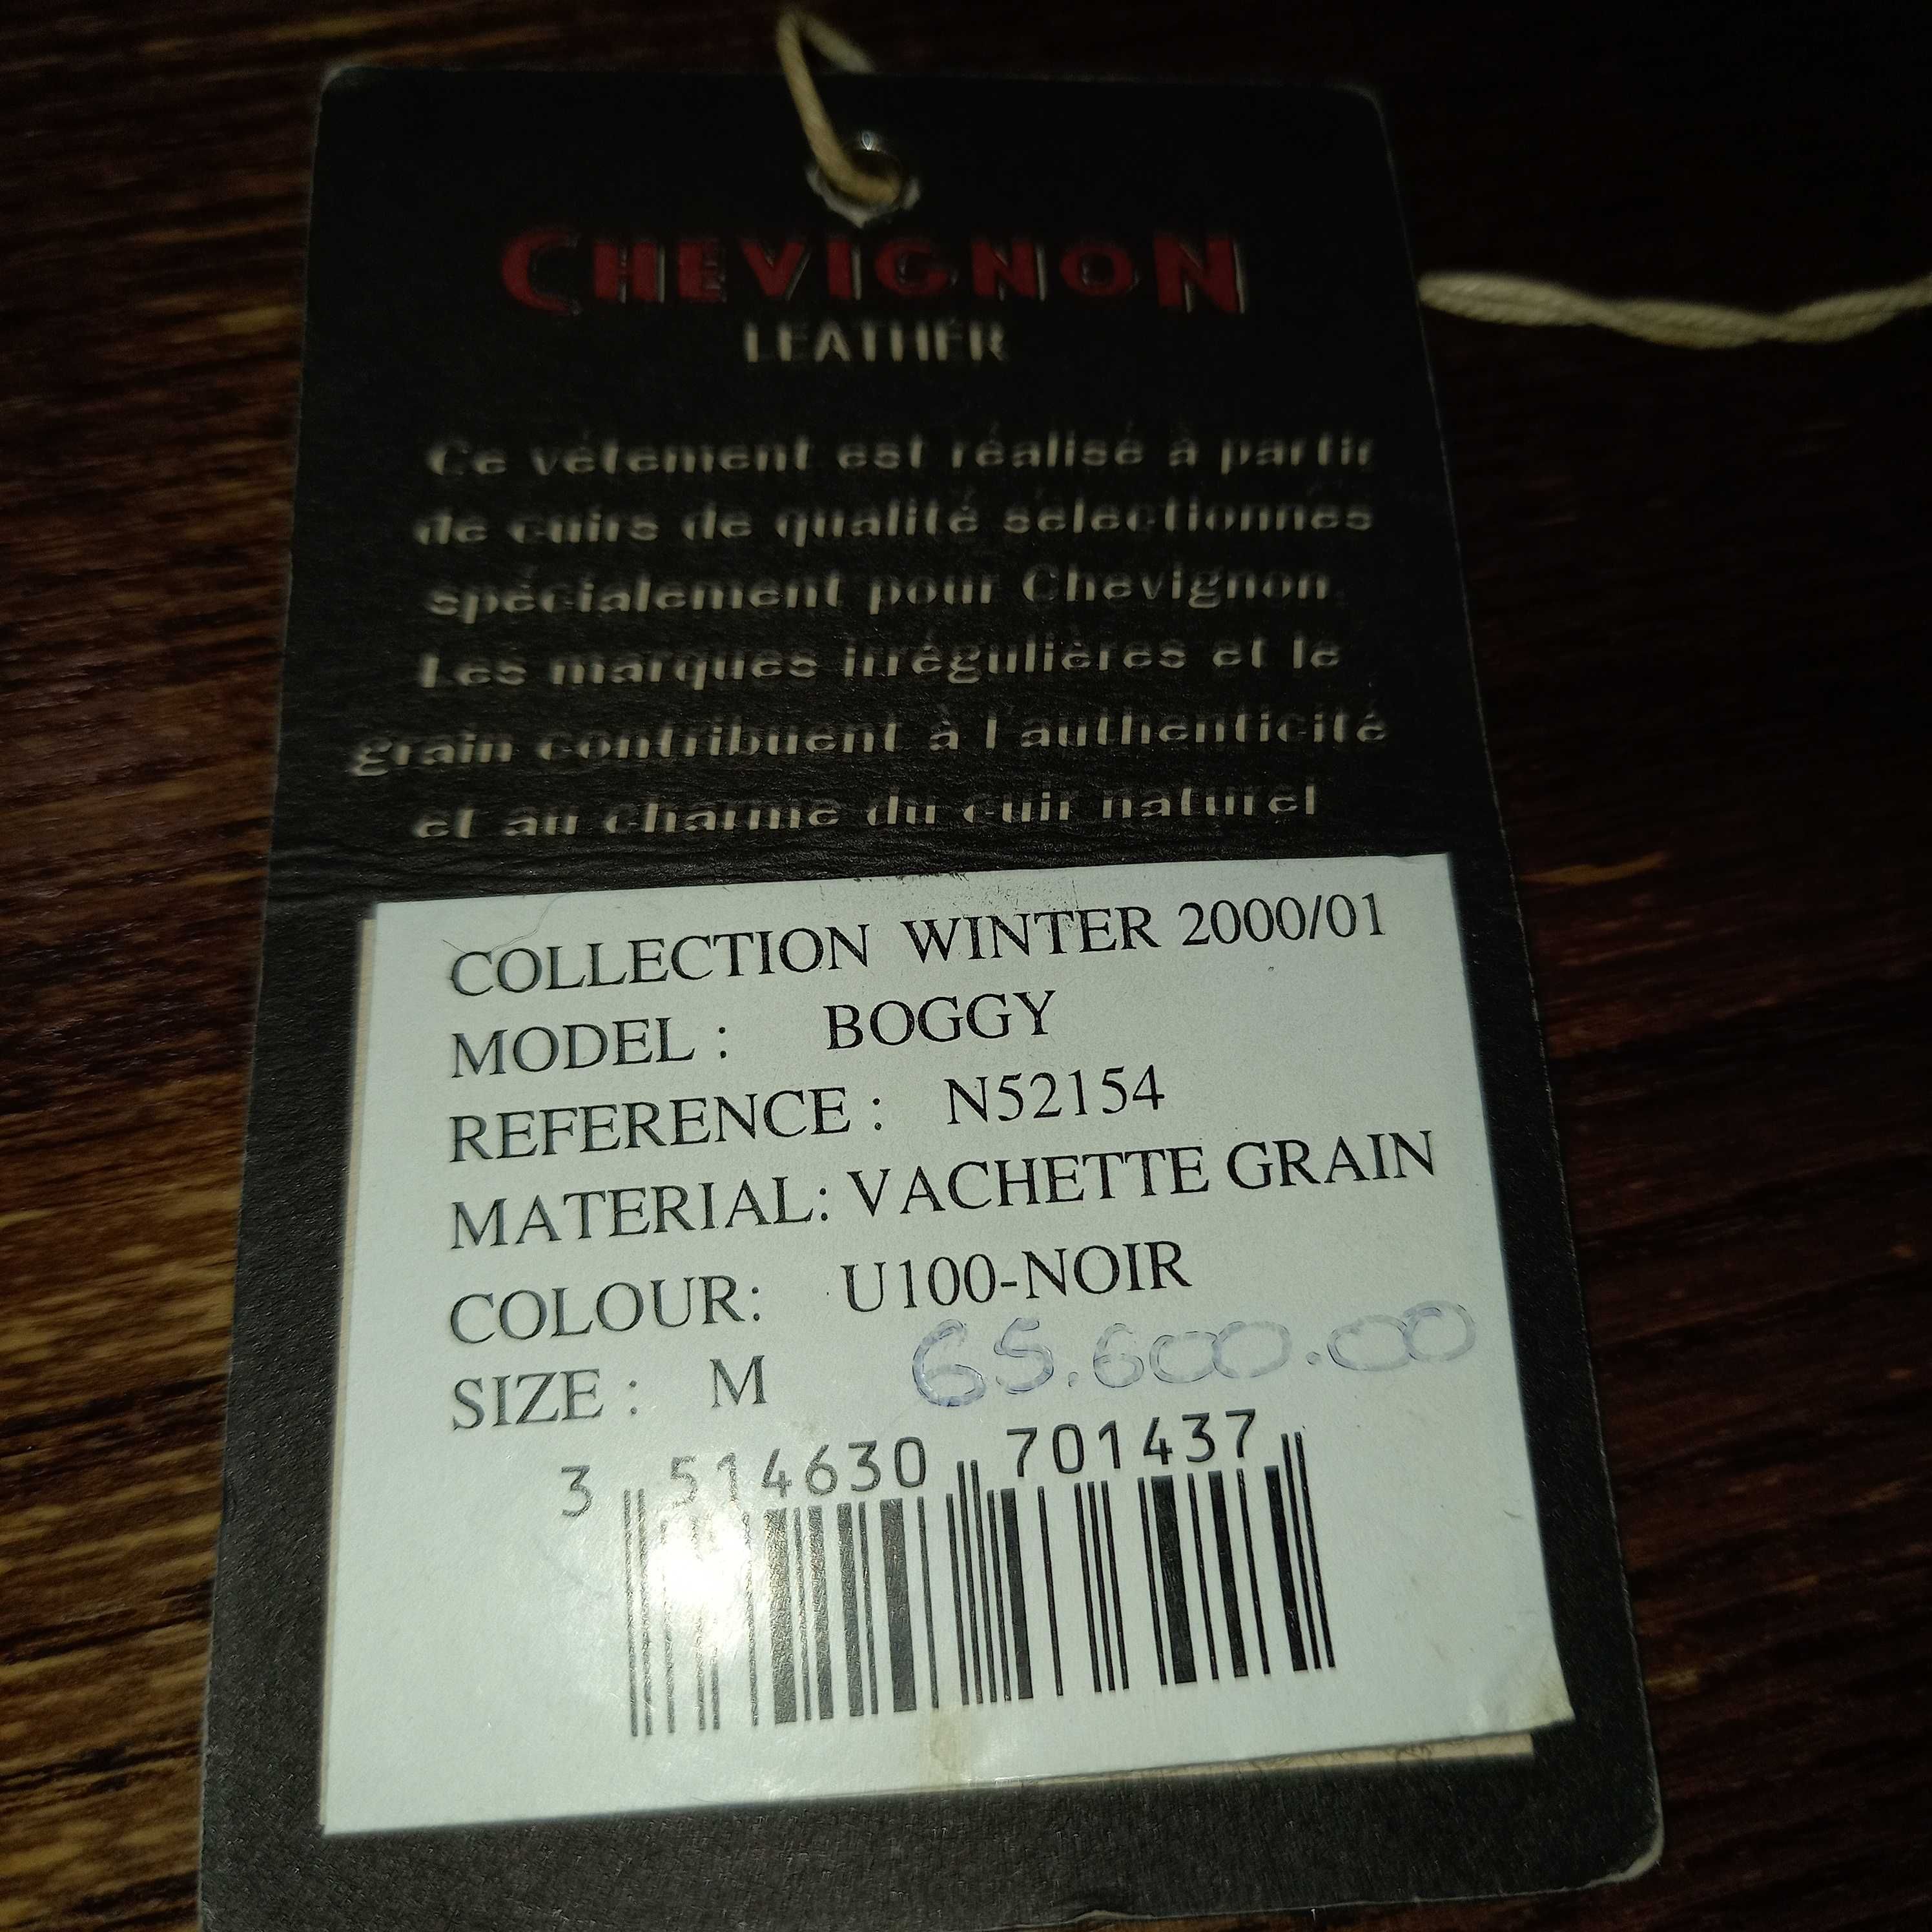 CHEVIGNON
LEATHER
Ce vêtement est réalisé à partir
de cuirs de qualité sélectionnés
spécialement pour Chevignon.
Les marques irrégulières et le
grain contribuent à l'authenticité
et au charme du cuir naturel
COLLECTION WINTER 2000/01
MODEL : BOGGY
REFERENCE : N52154
MATERIAL: VACHETTE GRAIN
COLOUR: U100-NOIR
SIZE : M 65.600.00
3 514630 701437